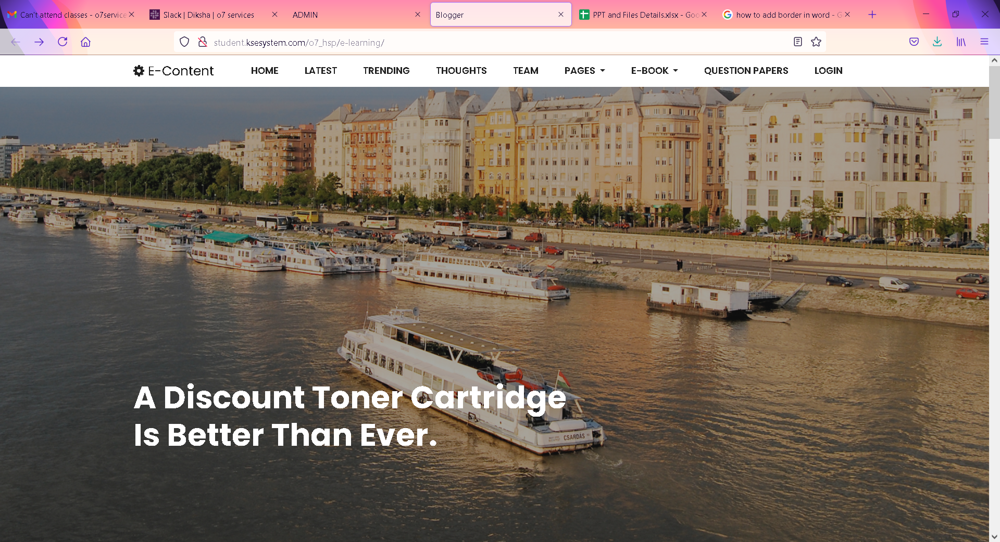 Can't attend classes - o7service
Slack | Diksha | o7 services
ADMIN
Blogger
PPT and Files Details.xlsx - Goo
how to add border in word - G
student.ksesystem.com/o7_hsp/e-learning/
E-Content
HOME
LATEST
TRENDING
THOUGHTS
TEAM
PAGES
E-BOOK
QUESTION PAPERS
LOGIN
CSARDÁS
A Discount Toner Cartridge
Is Better Than Ever.